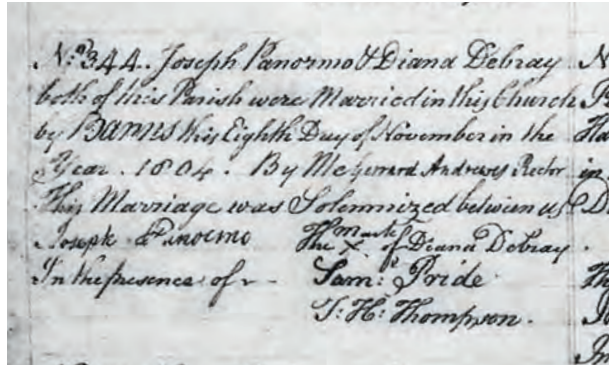 No. 344. Joseph Panormo & Diana Debray
both of this Parish were Married in this Church
by BANNS this Eighth Day of November in the
Year 1804. By Me Gerrard Andrewes Rector
This Marriage was Solemnized between us
Joseph Panormo The X mark of Diana Debray
In the presence of Sam: Pride
T: H: Thompson.